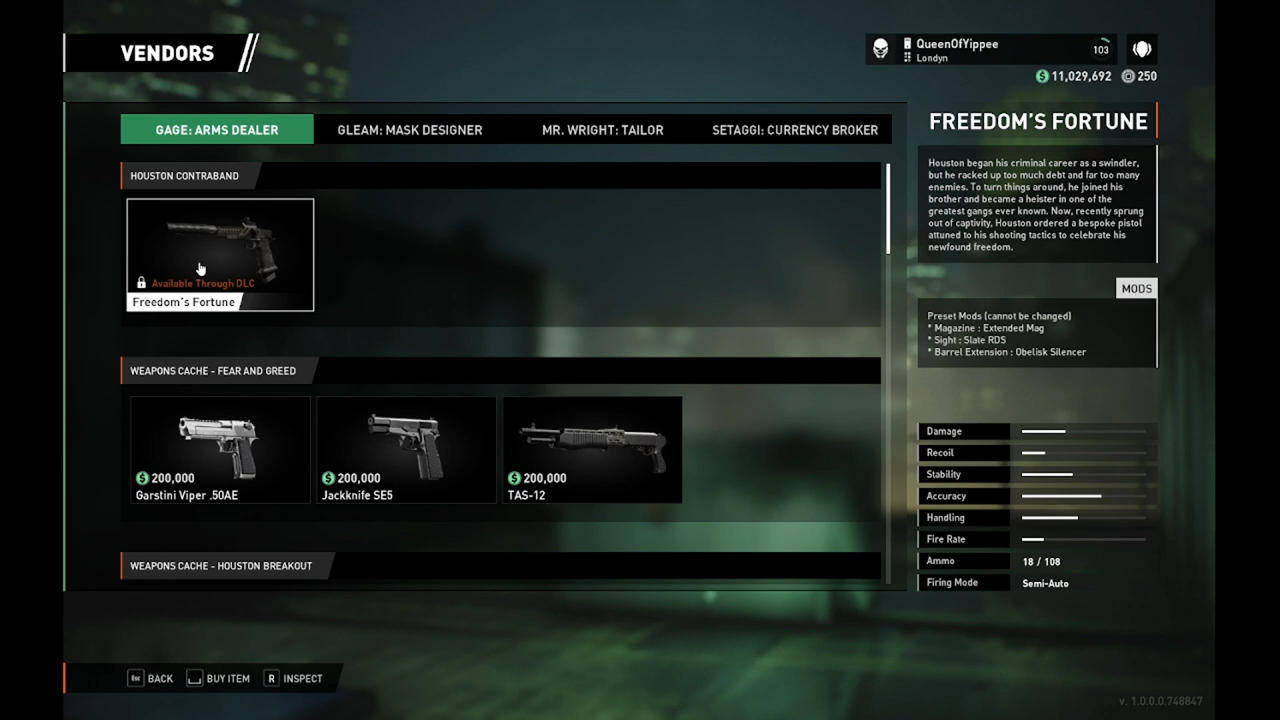 VENDORS
QueenOfYippee
Londyn
103
11,029,692 250
GAGE: ARMS DEALER
GLEAM: MASK DESIGNER
MR. WRIGHT: TAILOR
SETAGGI: CURRENCY BROKER
HOUSTON CONTRABAND
Available Through DLC
Freedom's Fortune
WEAPONS CACHE - FEAR AND GREED
200,000
Garstini Viper .50AE
200,000
Jackknife SE5
200,000
TAS-12
WEAPONS CACHE - HOUSTON BREAKOUT
FREEDOM'S FORTUNE
Houston began his criminal career as a swindler,
but he racked up too much debt and far too many
enemies. To turn things around, he joined his
brother and became a heister in one of the
greatest gangs ever known. Now, recently sprung
out of captivity, Houston ordered a bespoke pistol
attuned to his shooting tactics to celebrate his
newfound freedom.
MODS
Preset Mods (cannot be changed)
* Magazine : Extended Mag
* Sight : Slate RDS
* Barrel Extension : Obelisk Silencer
Damage
Recoil
Stability
Accuracy
Handling
Fire Rate
Ammo 18 / 108
Firing Mode Semi-Auto
Esc BACK
BUY ITEM
R INSPECT
v. 1.0.0.0.748847